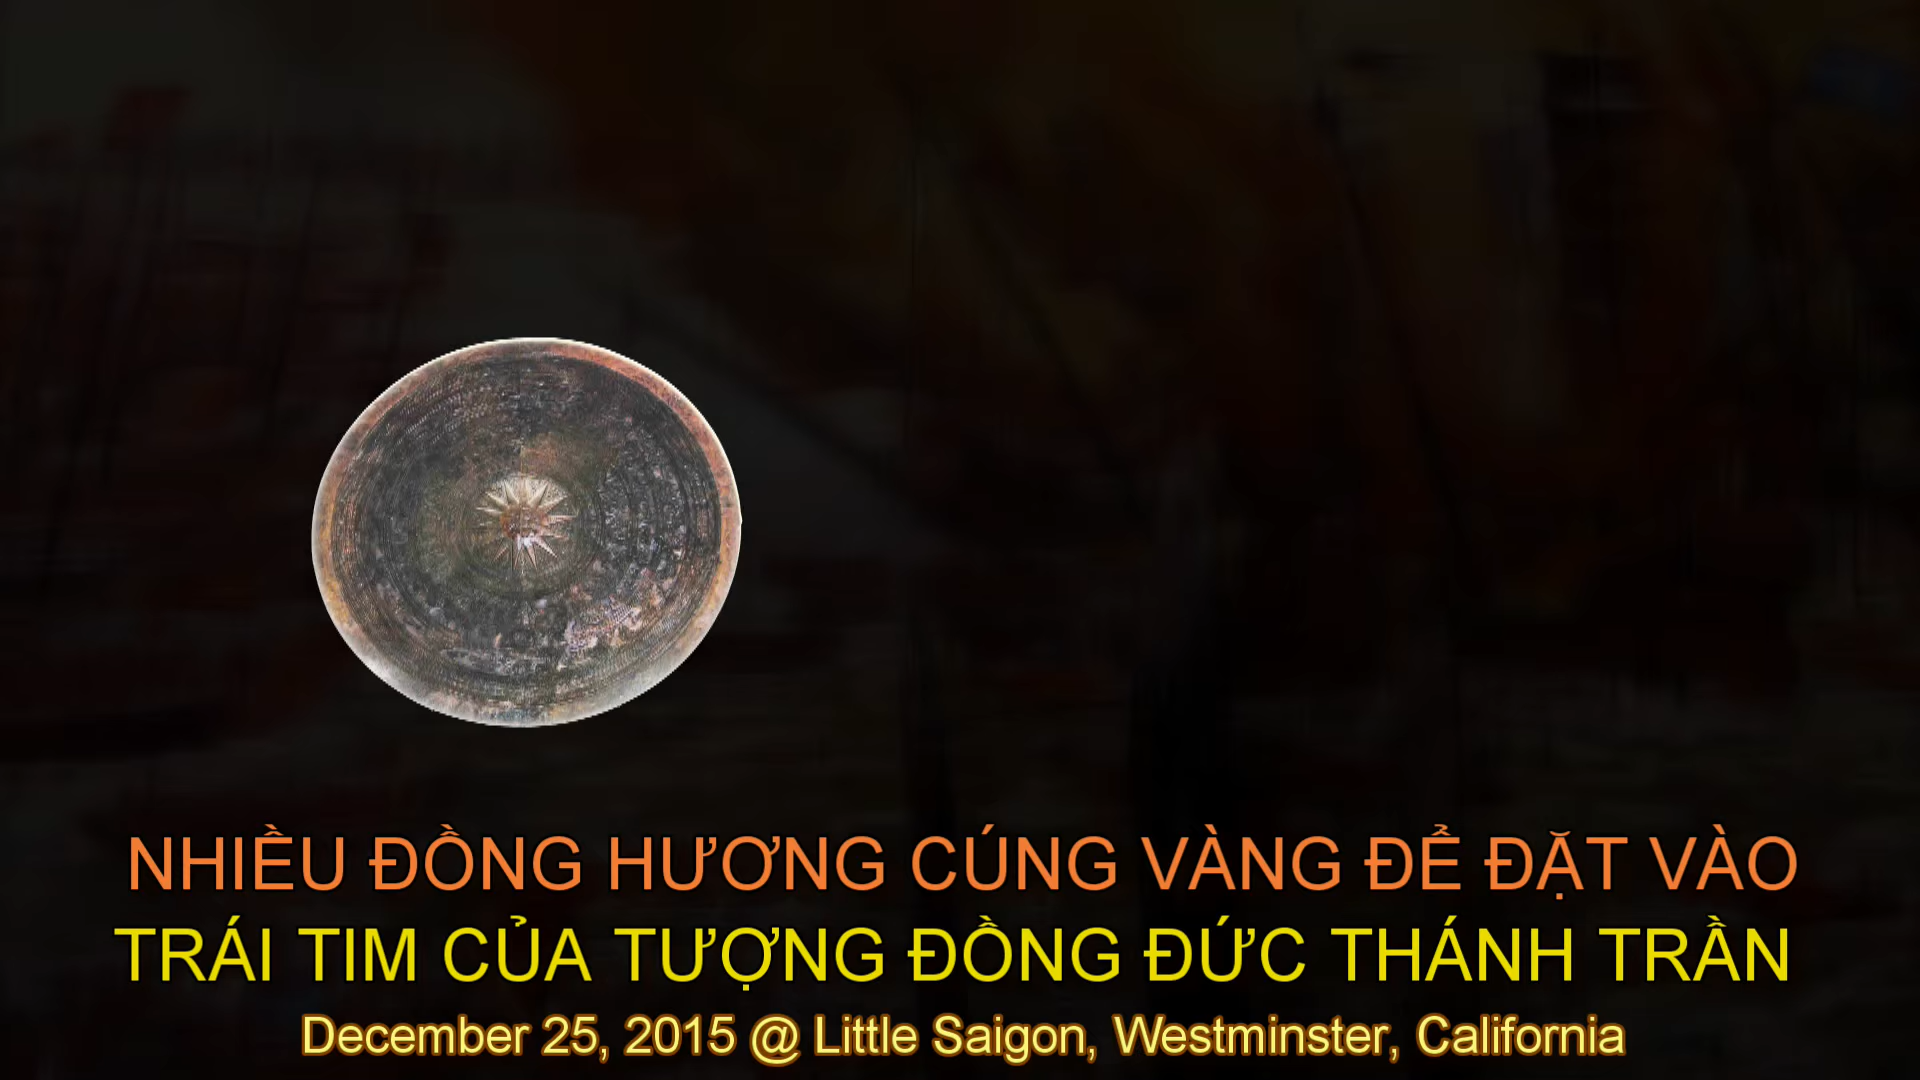 NHIỀU ĐỒNG HƯƠNG CÚNG VÀNG ĐỂ ĐẶT VÀO
TRÁI TIM CỦA TƯỢNG ĐỒNG ĐỨC THÁNH TRẦN
December 25, 2015 @ Little Saigon, Westminster, California